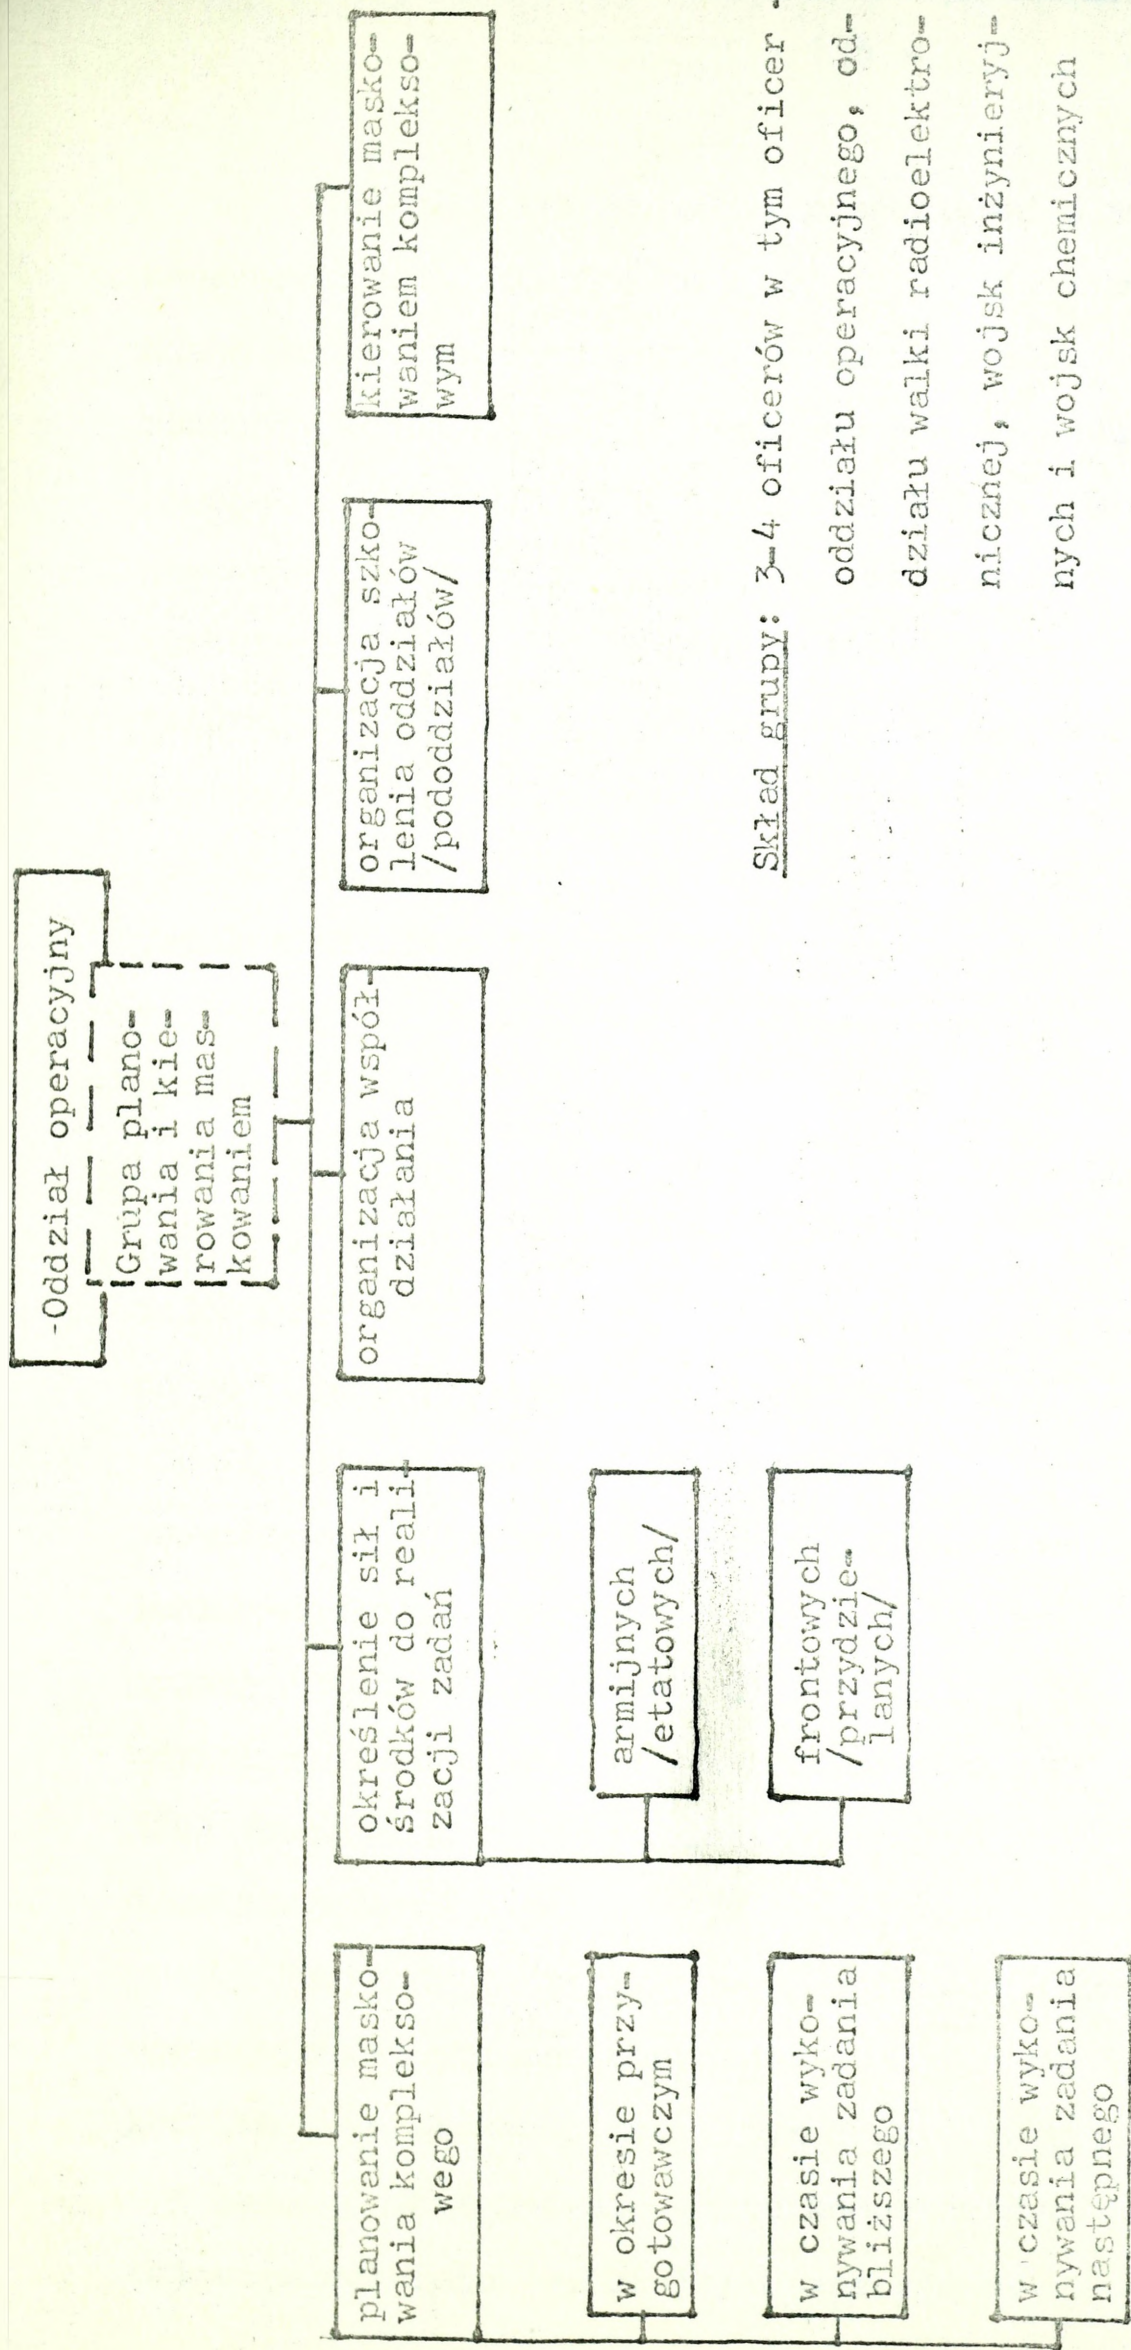 -Oddział operacyjny
Grupa plano-
wania i kie-
rowania mas-
kowaniem
planowanie masko-
wania komplekso-
wego
w okresie przy-
gotowawczym
w czasie wyko-
nywania zadania
bliższego
w czasie wyko-
nywania zadania
następnego
określenie sił i
środków do reali-
zacji zadań
armijnych
/etatowych/
frontowych
/przydzie-
lanych/
organizacja współ-
działania
organizacja szko-
lenia oddziałów
/pododdziałów/
kierowanie masko-
waniem komplekso-
wym
Skład grupy: 3-4 oficerów w tym oficer -
oddziału operacyjnego, od-
działu walki radioelektro-
nicznej, wojsk inżynieryj-
nych i wojsk chemicznych